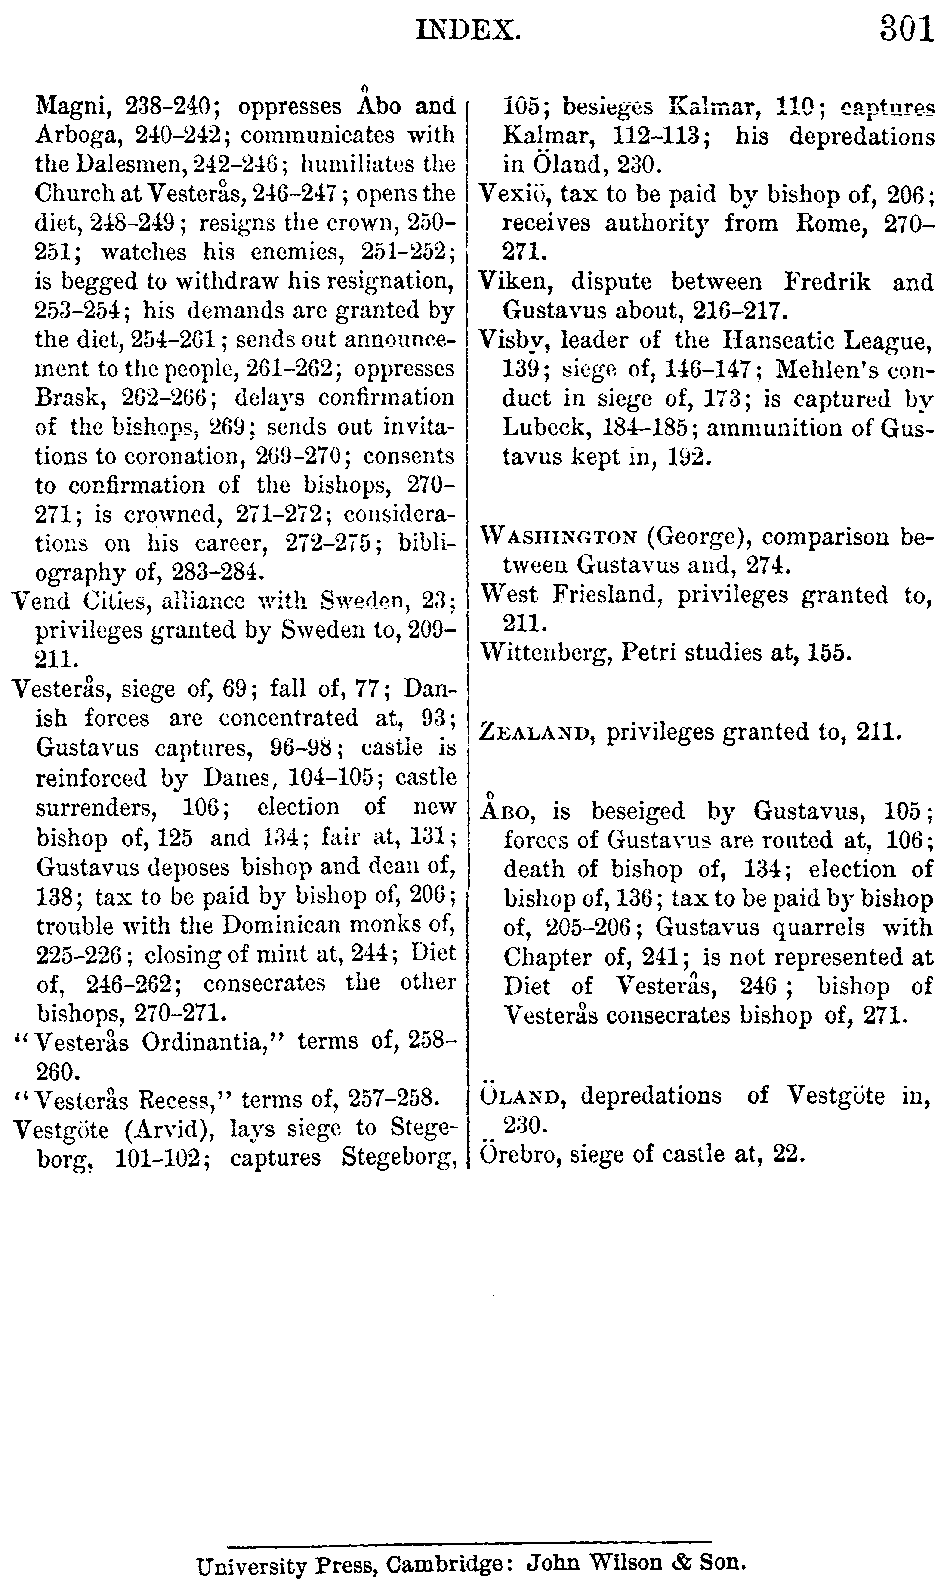 INDEX. 301
Magni, 238–240; oppresses Åbo and
Arboga, 240–242; communicates with
the Dalesmen, 242–246; humiliates the
Church at Vesterås, 246–247; opens the
diet, 248–249; resigns the crown, 250–
251; watches his enemies, 251–252;
is begged to withdraw his resignation,
253–254; his demands are granted by
the diet, 254–261; sends out announce-
ment to the people, 261–262; oppresses
Brask, 262–266; delays confirmation
of the bishops, 269; sends out invita-
tions to coronation, 269–270; consents
to confirmation of the bishops, 270–
271; is crowned, 271–272; considera-
tions on his career, 272–275; bibli-
ography of, 283–284.
Vend Cities, alliance with Sweden, 23;
privileges granted by Sweden to, 209–
211.
Vesterås, siege of, 69; fall of, 77; Dan-
ish forces are concentrated at, 93;
Gustavus captures, 96–98; castle is
reinforced by Danes, 104–105; castle
surrenders, 106; election of new
bishop of, 125 and 134; fair at, 131;
Gustavus deposes bishop and dean of,
138; tax to be paid by bishop of, 206;
trouble with the Dominican monks of,
225–226; closing of mint at, 244; Diet
of, 246–262; consecrates the other
bishops, 270–271.
“Vesterås Ordinantia,” terms of, 258–
260.
“Vesterås Recess,” terms of, 257–258.
Vestgöte (Arvid), lays siege to Stege-
borg, 101–102; captures Stegeborg,
105; besieges Kalmar, 110; captures
Kalmar, 112–113; his depredations
in Öland, 230.
Vexiö, tax to be paid by bishop of, 206;
receives authority from Rome, 270–
271.
Viken, dispute between Fredrik and
Gustavus about, 216–217.
Visby, leader of the Hanseatic League,
139; siege of, 146–147; Mehlen's con-
duct in siege of, 173; is captured by
Lubeck, 184–185; ammunition of Gus-
tavus kept in, 192.
WASHINGTON (George), comparison be-
tween Gustavus and, 274.
West Friesland, privileges granted to,
211.
Wittenberg, Petri studies at, 155.
ZEALAND, privileges granted to, 211.
ÅBO, is beseiged by Gustavus, 105;
forces of Gustavus are routed at, 106;
death of bishop of, 134; election of
bishop of, 136; tax to be paid by bishop
of, 205–206; Gustavus quarrels with
Chapter of, 241; is not represented at
Diet of Vesterås, 246; bishop of
Vesterås consecrates bishop of, 271.
ÖLAND, depredations of Vestgöte in,
230.
Örebro, siege of castle at, 22.
University Press, Cambridge: John Wilson & Son.